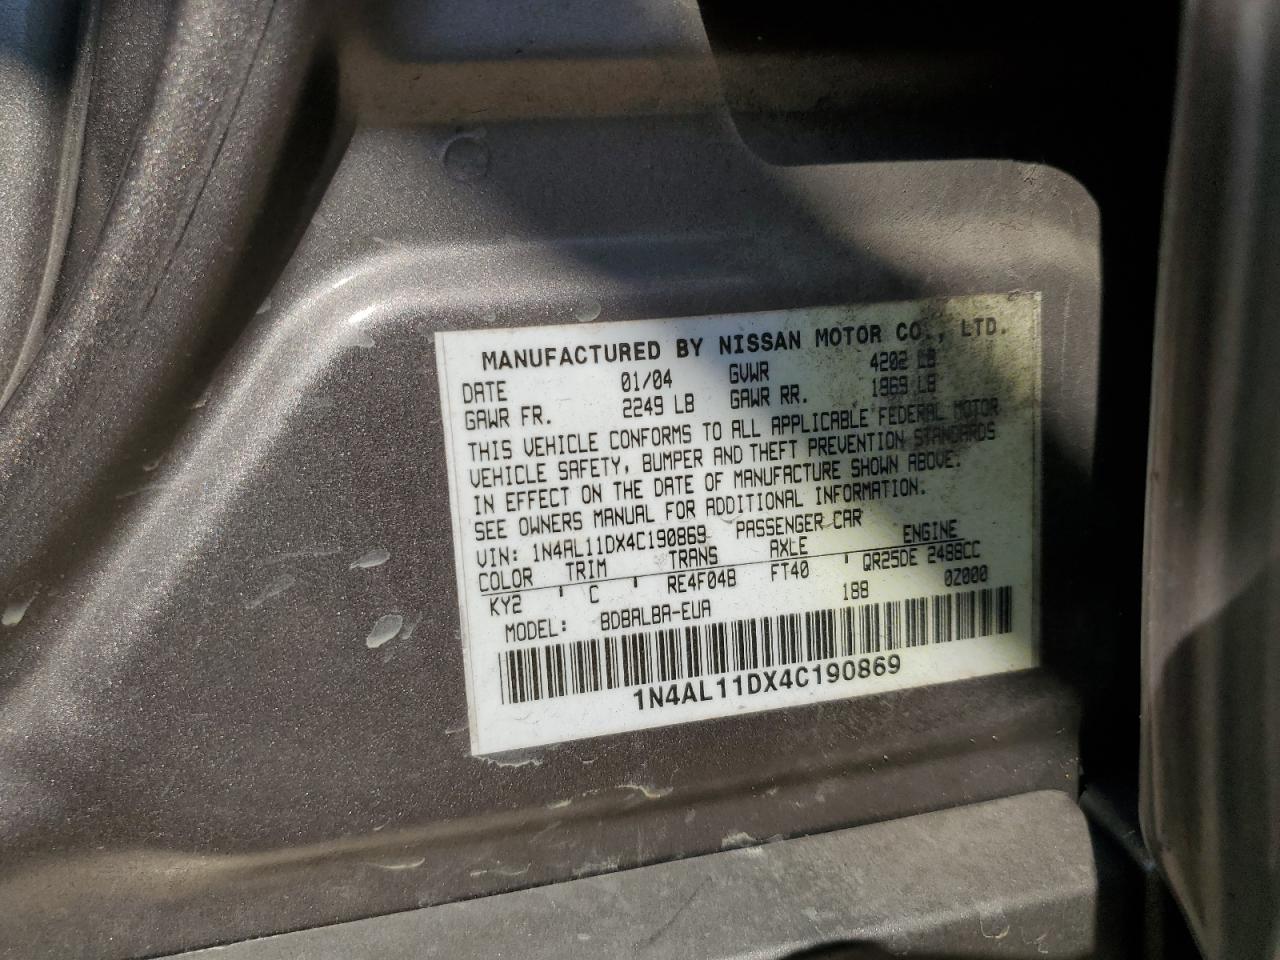 MANUFACTURED BY NISSAN MOTOR CO., LTD.
DATE 01/04 GVWR 4202 LB
GAWR FR. 2249 LB GAWR RR. 1969 LB
THIS VEHICLE CONFORMS TO ALL APPLICABLE FEDERAL MOTOR
VEHICLE SAFETY, BUMPER AND THEFT PREVENTION STANDARDS
IN EFFECT ON THE DATE OF MANUFACTURE SHOWN ABOVE.
SEE OWNERS MANUAL FOR ADDITIONAL INFORMATION.
VIN: 1N4AL11DX4C190869 PASSENGER CAR
COLOR TRIM TRANS AXLE ENGINE
KY2 ' C RE4F04B FT40 ' QR25DE 2488CC
MODEL: BDBALBA-EUA 188 0Z000
1N4AL11DX4C190869